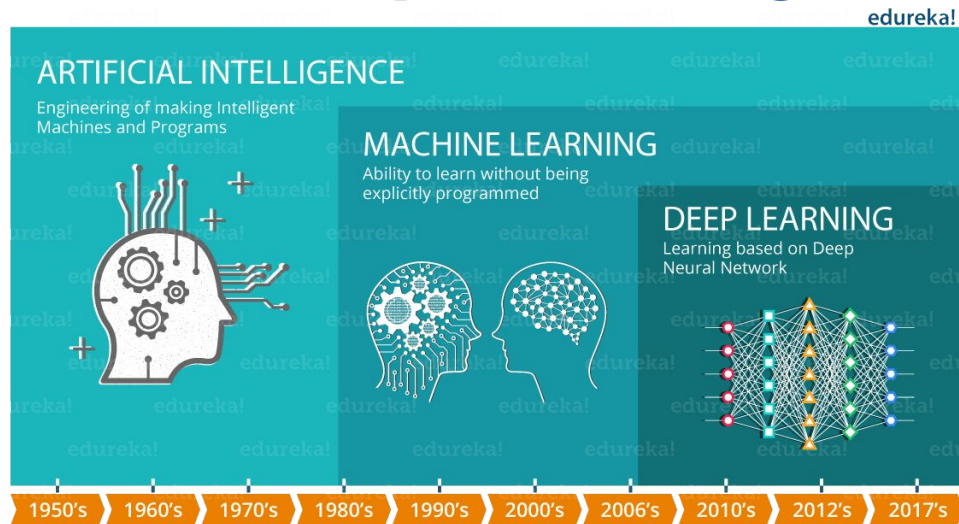 edureka!
ARTIFICIAL INTELLIGENCE
Engineering of making Intelligent
Machines and Programs
MACHINE LEARNING
Ability to learn without being
explicitly programmed
DEEP LEARNING
Learning based on Deep
Neural Network
1950's 1960's 1970's 1980's 1990's 2000's 2006's 2010's 2012's 2017's